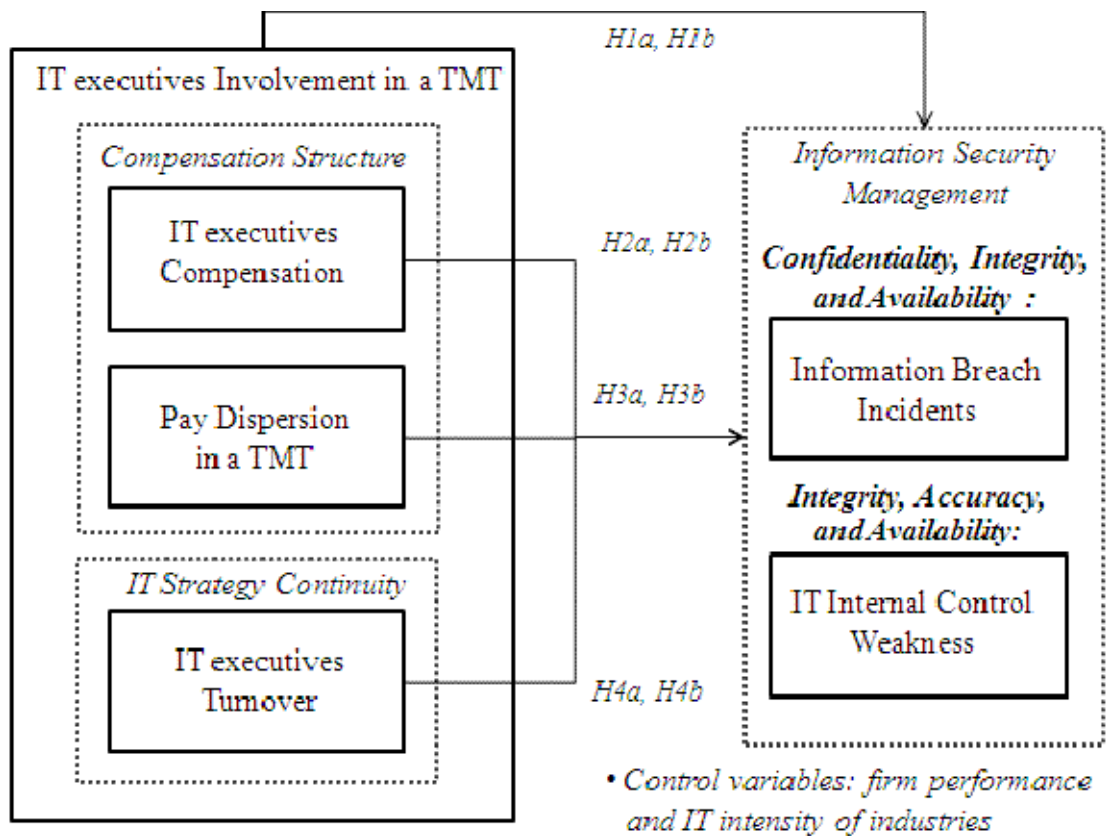 IT executives Involvement in a TMT
Compensation Structure
IT executives
Compensation
Pay Dispersion
in a TMT
IT Strategy Continuity
IT executives
Turnover
H1a, H1b
H2a, H2b
H3a, H3b
H4a, H4b
Information Security
Management
Confidentiality, Integrity,
and Availability :
Information Breach
Incidents
Integrity, Accuracy,
and Availability:
IT Internal Control
Weakness
• Control variables: firm performance
and IT intensity of industries